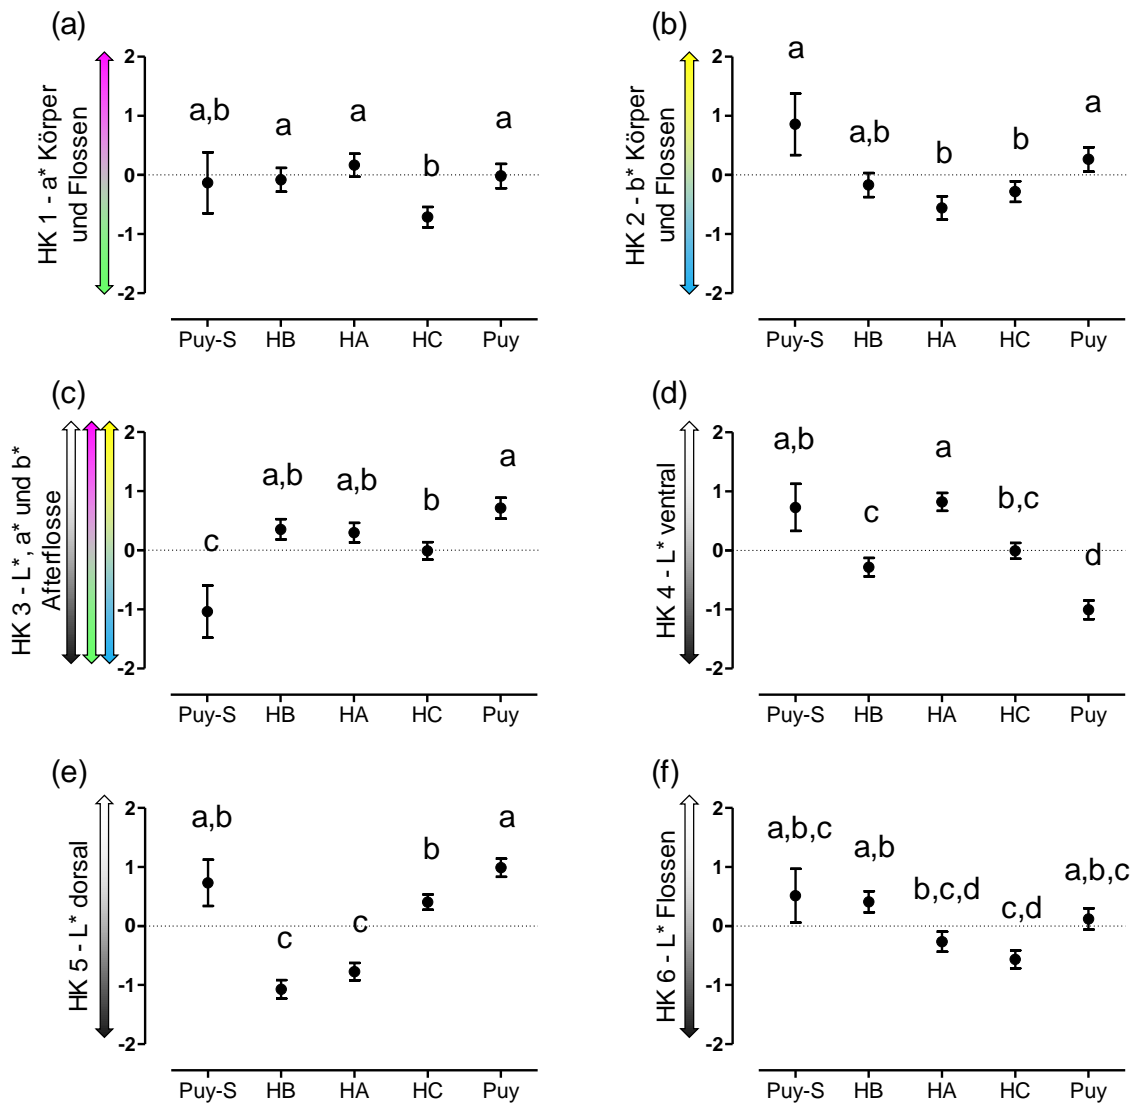 (a)
HK 1 - a* Körper
und Flossen
2
1
0
-1
-2
a,b
a
a
b
a
Puy-S HB HA HC Puy
(b)
HK 2 - b* Körper
und Flossen
2
1
0
-1
-2
a
a,b
b
b
a
Puy-S HB HA HC Puy
(c)
HK 3 - L*, a* und b*
Afterflosse
2
1
0
-1
-2
c
a,b
a,b
b
a
Puy-S HB HA HC Puy
(d)
HK 4 - L* ventral
2
1
0
-1
-2
a,b
c
a
b,c
d
Puy-S HB HA HC Puy
(e)
HK 5 - L* dorsal
2
1
0
-1
-2
a,b
c
c
b
a
Puy-S HB HA HC Puy
(f)
HK 6 - L* Flossen
2
1
0
-1
-2
a,b,c
a,b
b,c,d
c,d
a,b,c
Puy-S HB HA HC Puy